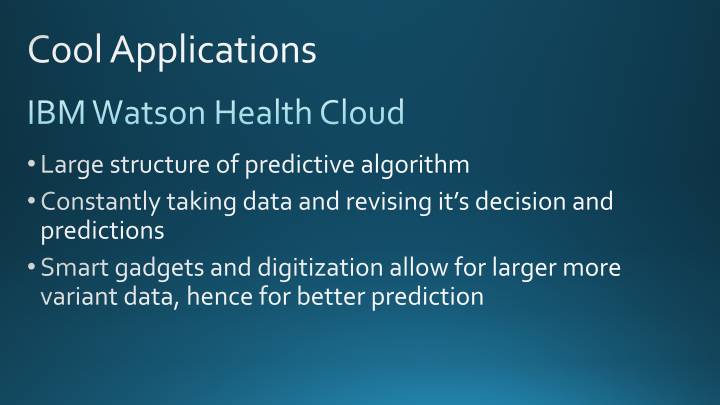 Cool Applications
IBM Watson Health Cloud
• Large structure of predictive algorithm
• Constantly taking data and revising it’s decision and
predictions
• Smart gadgets and digitization allow for larger more
variant data, hence for better prediction